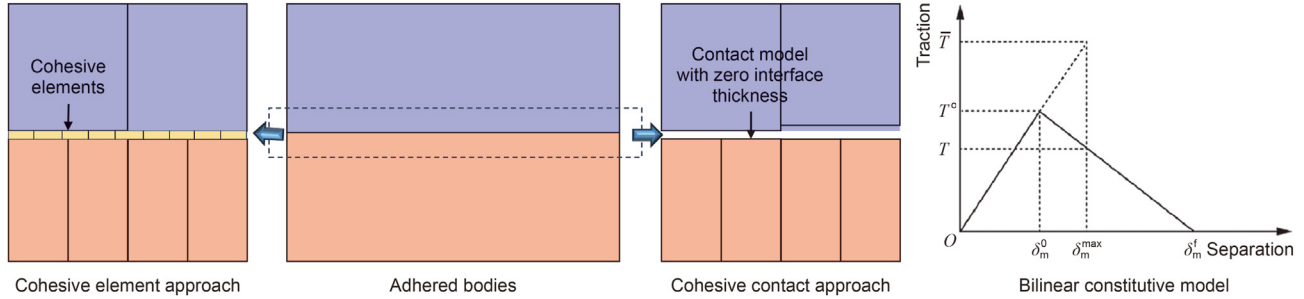 Cohesive
elements
Cohesive element approach
Adhered bodies
Contact model
with zero interface
thickness
Cohesive contact approach
Traction
T̅
Tᶜ
T
O
δ⁰ₘ
δᵐᵃˣₘ
δᶠₘ
Separation
Bilinear constitutive model